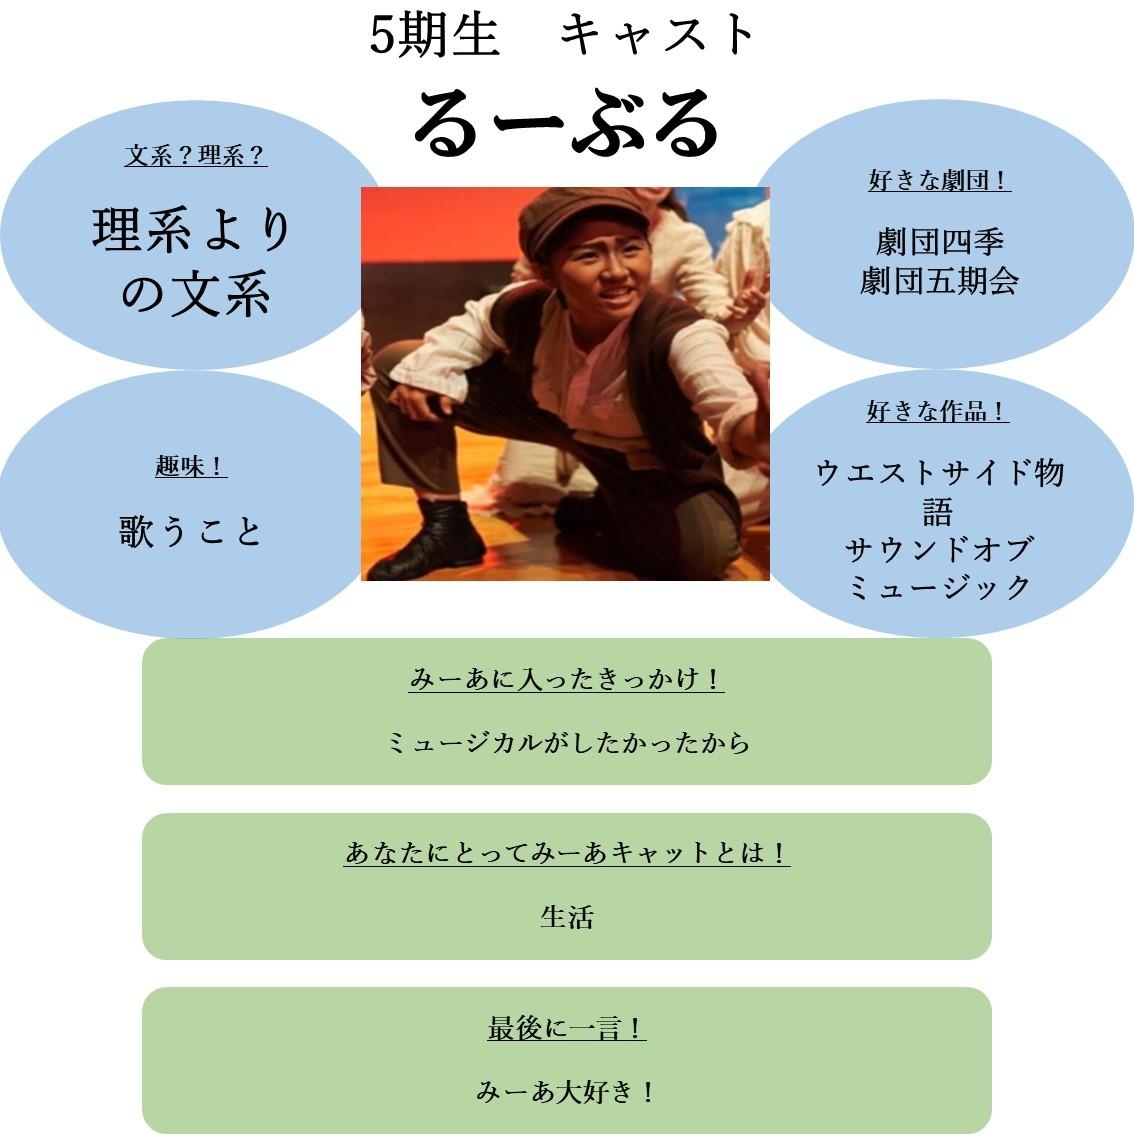 5期生　キャスト
るーぶる
文系？理系？
理系より
の文系
好きな劇団！
劇団四季
劇団五期会
趣味！
歌うこと
好きな作品！
ウエストサイド物
語
サウンドオブ
ミュージック
みーあに入ったきっかけ！
ミュージカルがしたかったから
あなたにとってみーあキャットとは！
生活
最後に一言！
みーあ大好き！